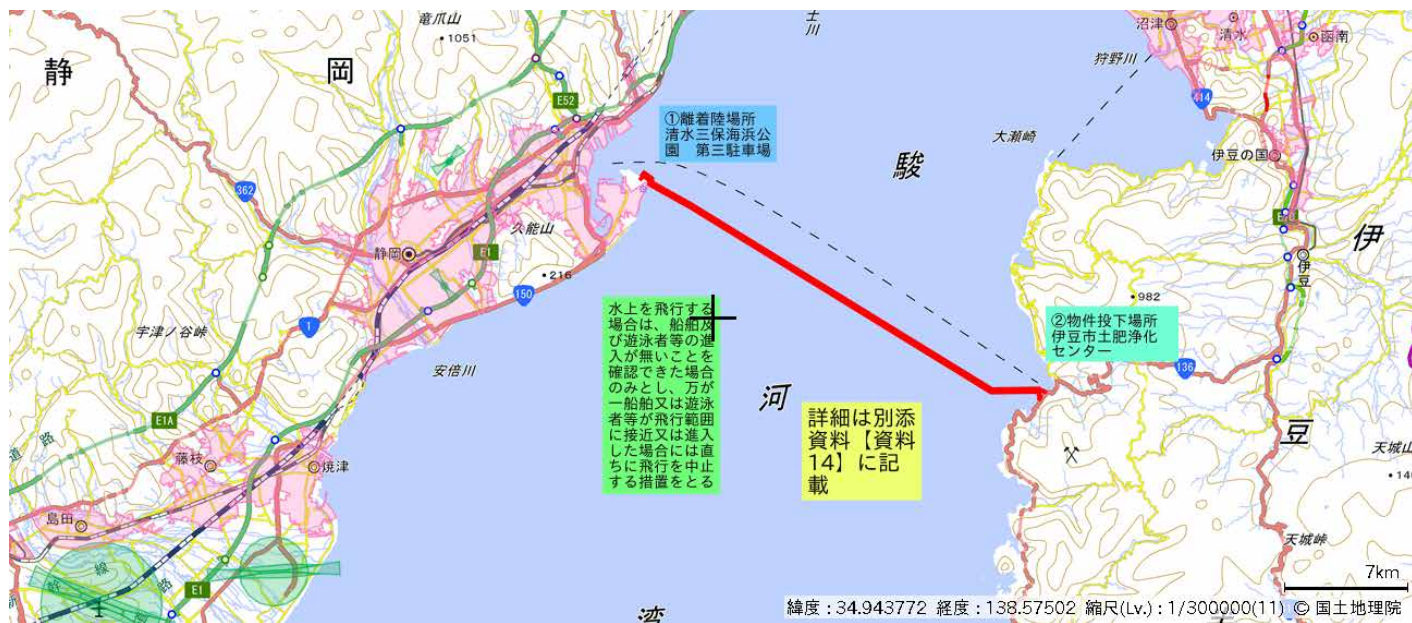 竜爪山
・1051
静
岡
E52
362
①離着陸場所
清水三保海浜公
園　第三駐車場
士
川
沼津
清水
函南
狩野川
414
大瀬崎
伊豆の国
駿
久能山
静岡
E1
・216
150
宇津ノ谷峠
1
安倍川
E1A
路
道
藤枝
焼津
島田
水上を飛行する
場合は、船舶及
び遊泳者等の進
入が無いことを
確認できた場合
のみとし、万が
一船舶又は遊泳
者等が飛行範囲
に接近又は進入
した場合には直
ちに飛行を中止
する措置をとる
河
詳細は別添
資料【資料
14】に記
載
・982
②物件投下場所
伊豆市土肥浄化
センター
136
伊豆
伊
豆
天城山
天城峠
新
幹
線
路
E1
湾
7km
緯度：34.943772 経度：138.57502 縮尺(Lv.)：1/300000(11) © 国土地理院